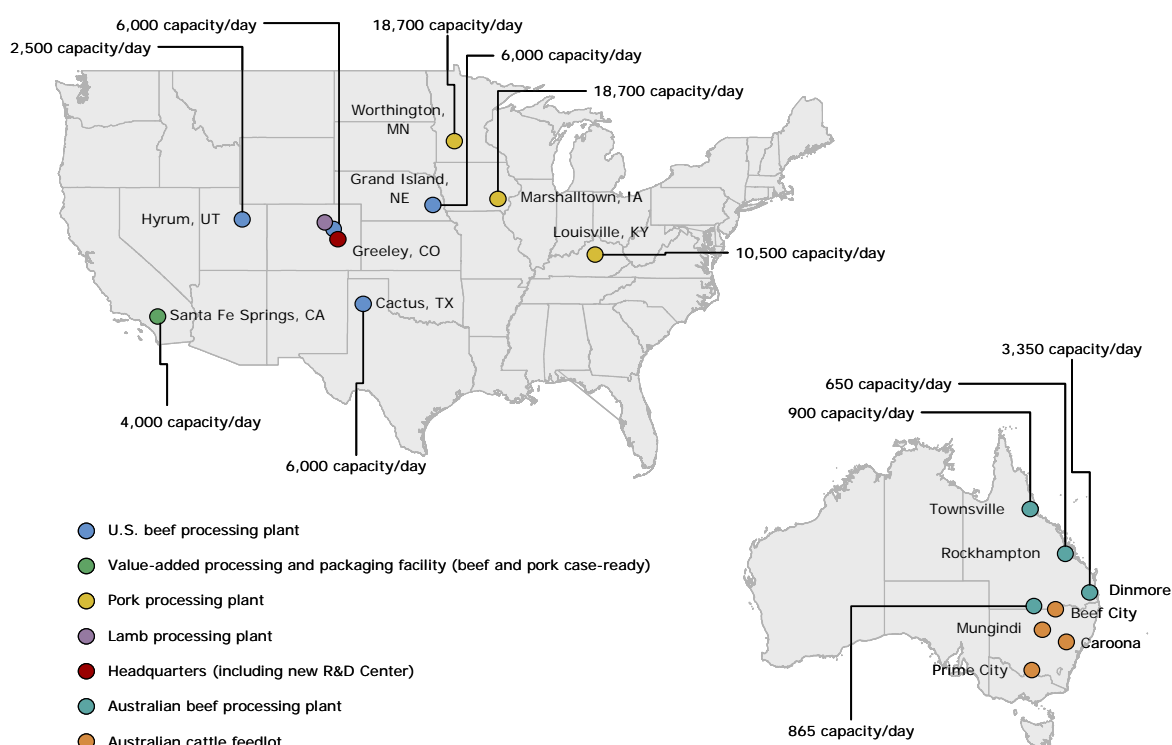 6,000 capacity/day
18,700 capacity/day
2,500 capacity/day
6,000 capacity/day
18,700 capacity/day
Worthington,
MN
Grand Island,
NE
Marshalltown, IA
Hyrum, UT
Louisville, KY
Greeley, CO
10,500 capacity/day
Cactus, TX
Santa Fe Springs, CA
3,350 capacity/day
650 capacity/day
900 capacity/day
4,000 capacity/day
6,000 capacity/day
Townsville
Rockhampton
Dinmore
Beef City
Mungindi
Caroona
Prime City
865 capacity/day
U.S. beef processing plant
Value-added processing and packaging facility (beef and pork case-ready)
Pork processing plant
Lamb processing plant
Headquarters (including new R&D Center)
Australian beef processing plant
Australian cattle feedlot